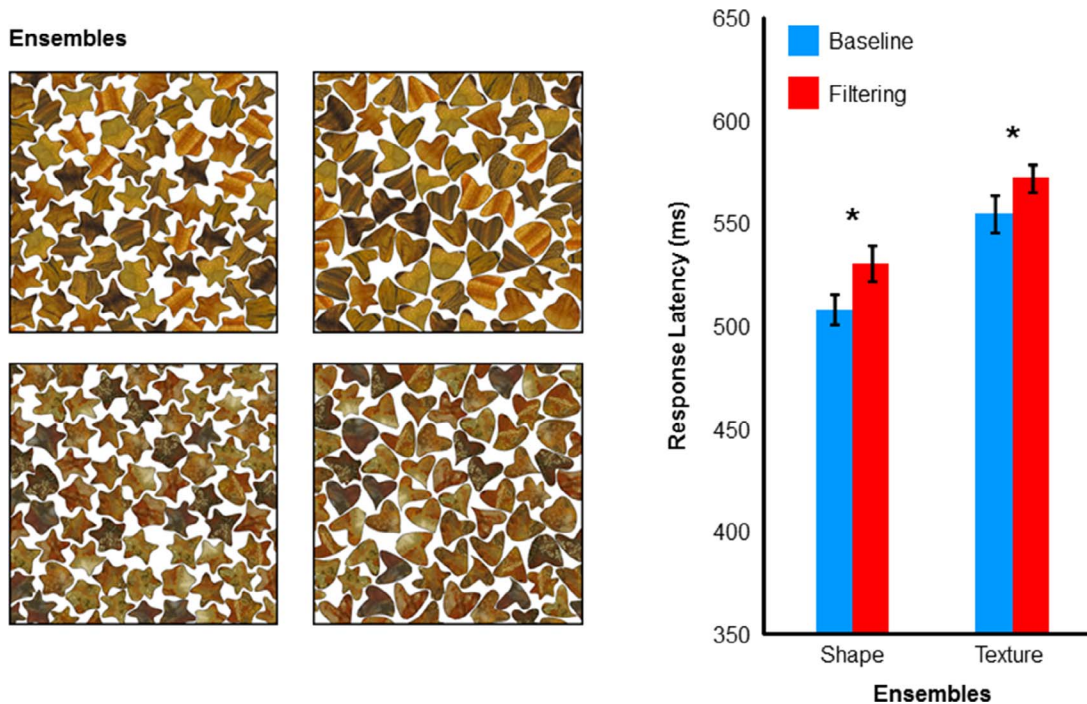 Ensembles
650
Baseline
Filtering
600
*
550
*
500
450
400
350
Response Latency (ms)
Shape
Texture
Ensembles